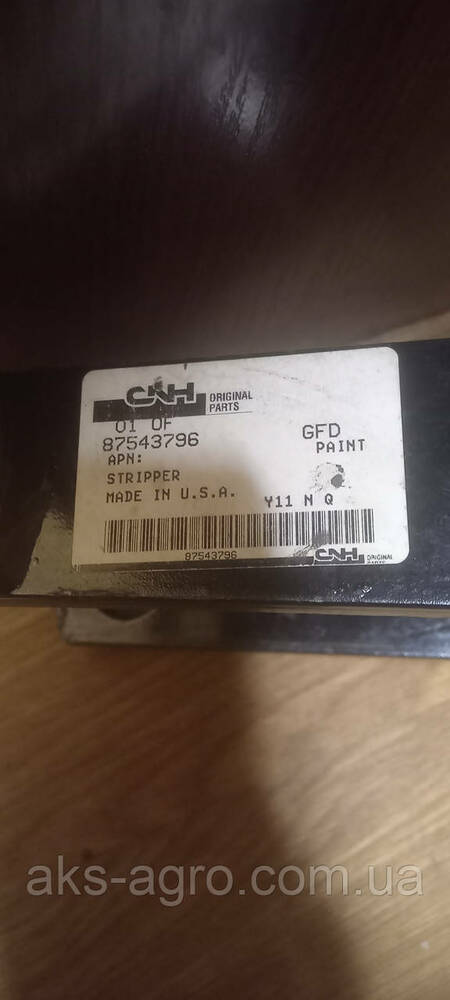 CNH ORIGINAL PARTS
01 OF
87543796 GFD
APN: PAINT
STRIPPER
MADE IN U.S.A. Y11 N Q
87543796 CNH ORIGINAL PARTS
aks-agro.com.ua